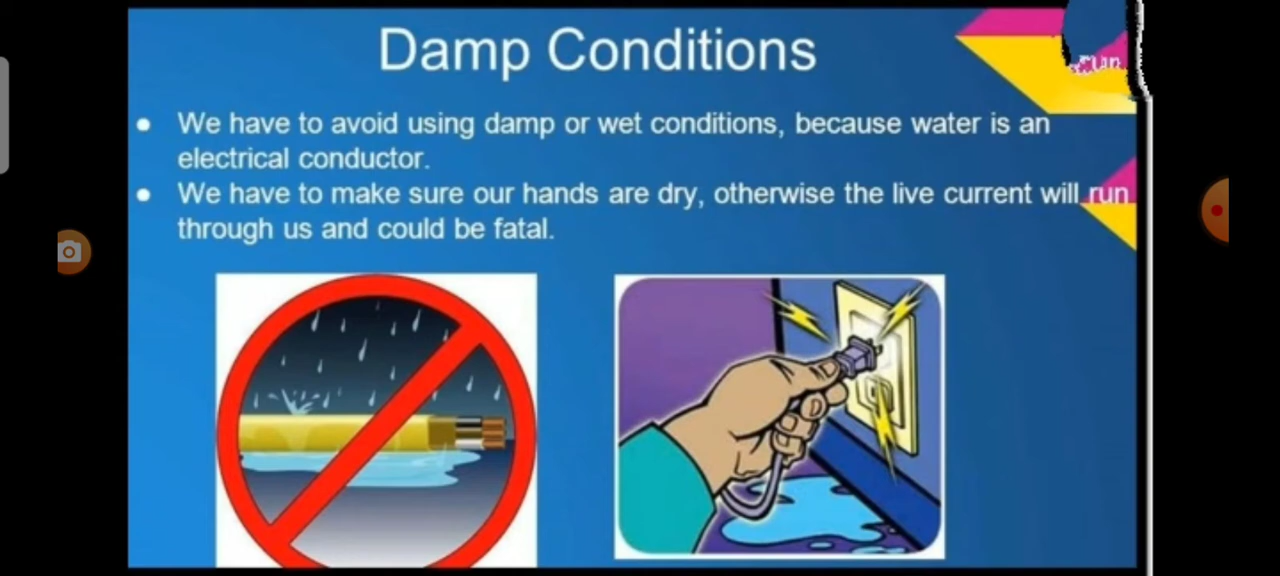 Damp Conditions
• We have to avoid using damp or wet conditions, because water is an
electrical conductor.
• We have to make sure our hands are dry, otherwise the live current will run
through us and could be fatal.